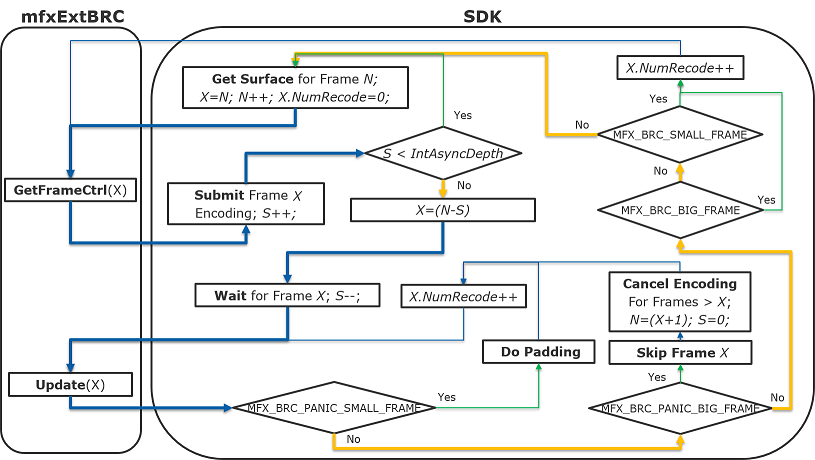 mfxExtBRC
SDK
Get Surface for Frame N;
X=N; N++; X.NumRecode=0;
X.NumRecode++
Yes
Yes
No
MFX_BRC_SMALL_FRAME
S < IntAsyncDepth
No
No
GetFrameCtrl(X)
Submit Frame X
Encoding; S++;
Yes
X=(N-S)
MFX_BRC_BIG_FRAME
Wait for Frame X; S--;
X.NumRecode++
Cancel Encoding
For Frames > X;
N=(X+1); S=0;
Do Padding
Skip Frame X
Update(X)
Yes
Yes
No
MFX_BRC_PANIC_SMALL_FRAME
MFX_BRC_PANIC_BIG_FRAME
No